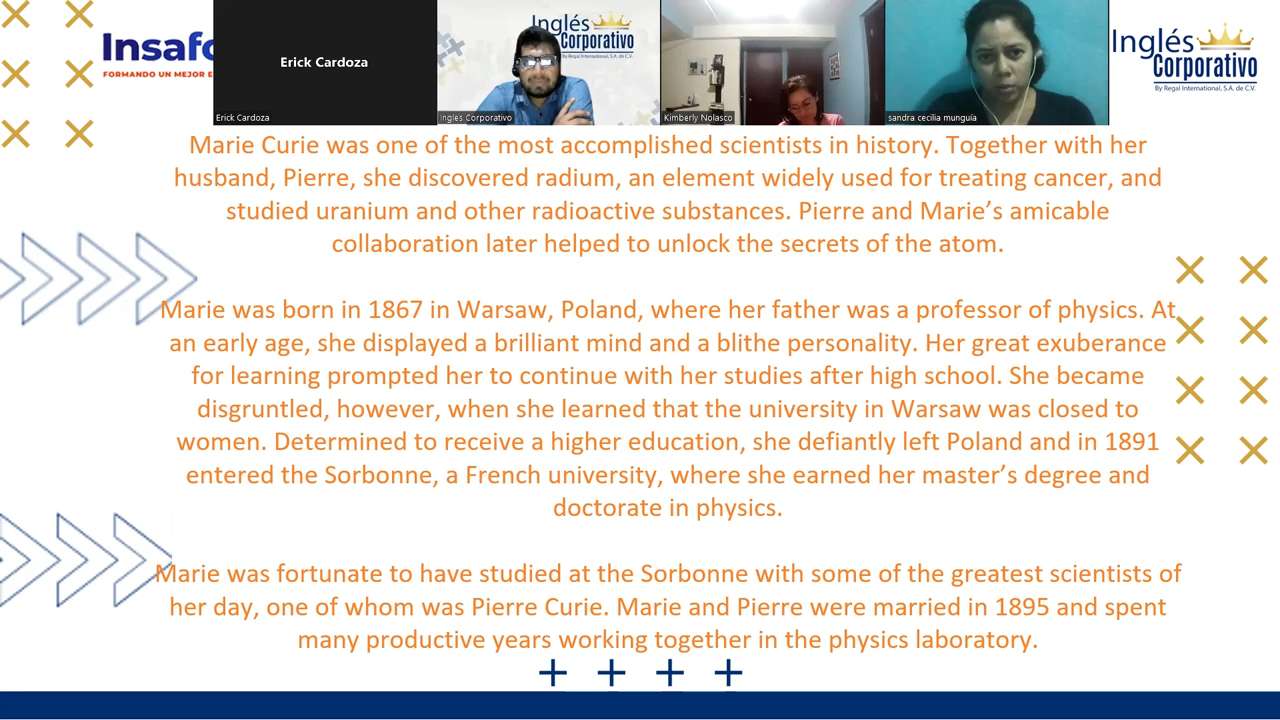 Insafo
FORMANDO UN MEJOR E
Erick Cardoza
Erick Cardoza
Inglés
Corporativo
By Regal International, S.A. de C.V.
Inglés Corporativo
Kimberly Nolasco
sandra cecilia munguía
Inglés
Corporativo
By Regal International, S.A. de C.V.
Marie Curie was one of the most accomplished scientists in history. Together with her
husband, Pierre, she discovered radium, an element widely used for treating cancer, and
studied uranium and other radioactive substances. Pierre and Marie's amicable
collaboration later helped to unlock the secrets of the atom.
Marie was born in 1867 in Warsaw, Poland, where her father was a professor of physics. At
an early age, she displayed a brilliant mind and a blithe personality. Her great exuberance
for learning prompted her to continue with her studies after high school. She became
disgruntled, however, when she learned that the university in Warsaw was closed to
women. Determined to receive a higher education, she defiantly left Poland and in 1891
entered the Sorbonne, a French university, where she earned her master's degree and
doctorate in physics.
Marie was fortunate to have studied at the Sorbonne with some of the greatest scientists of
her day, one of whom was Pierre Curie. Marie and Pierre were married in 1895 and spent
many productive years working together in the physics laboratory.